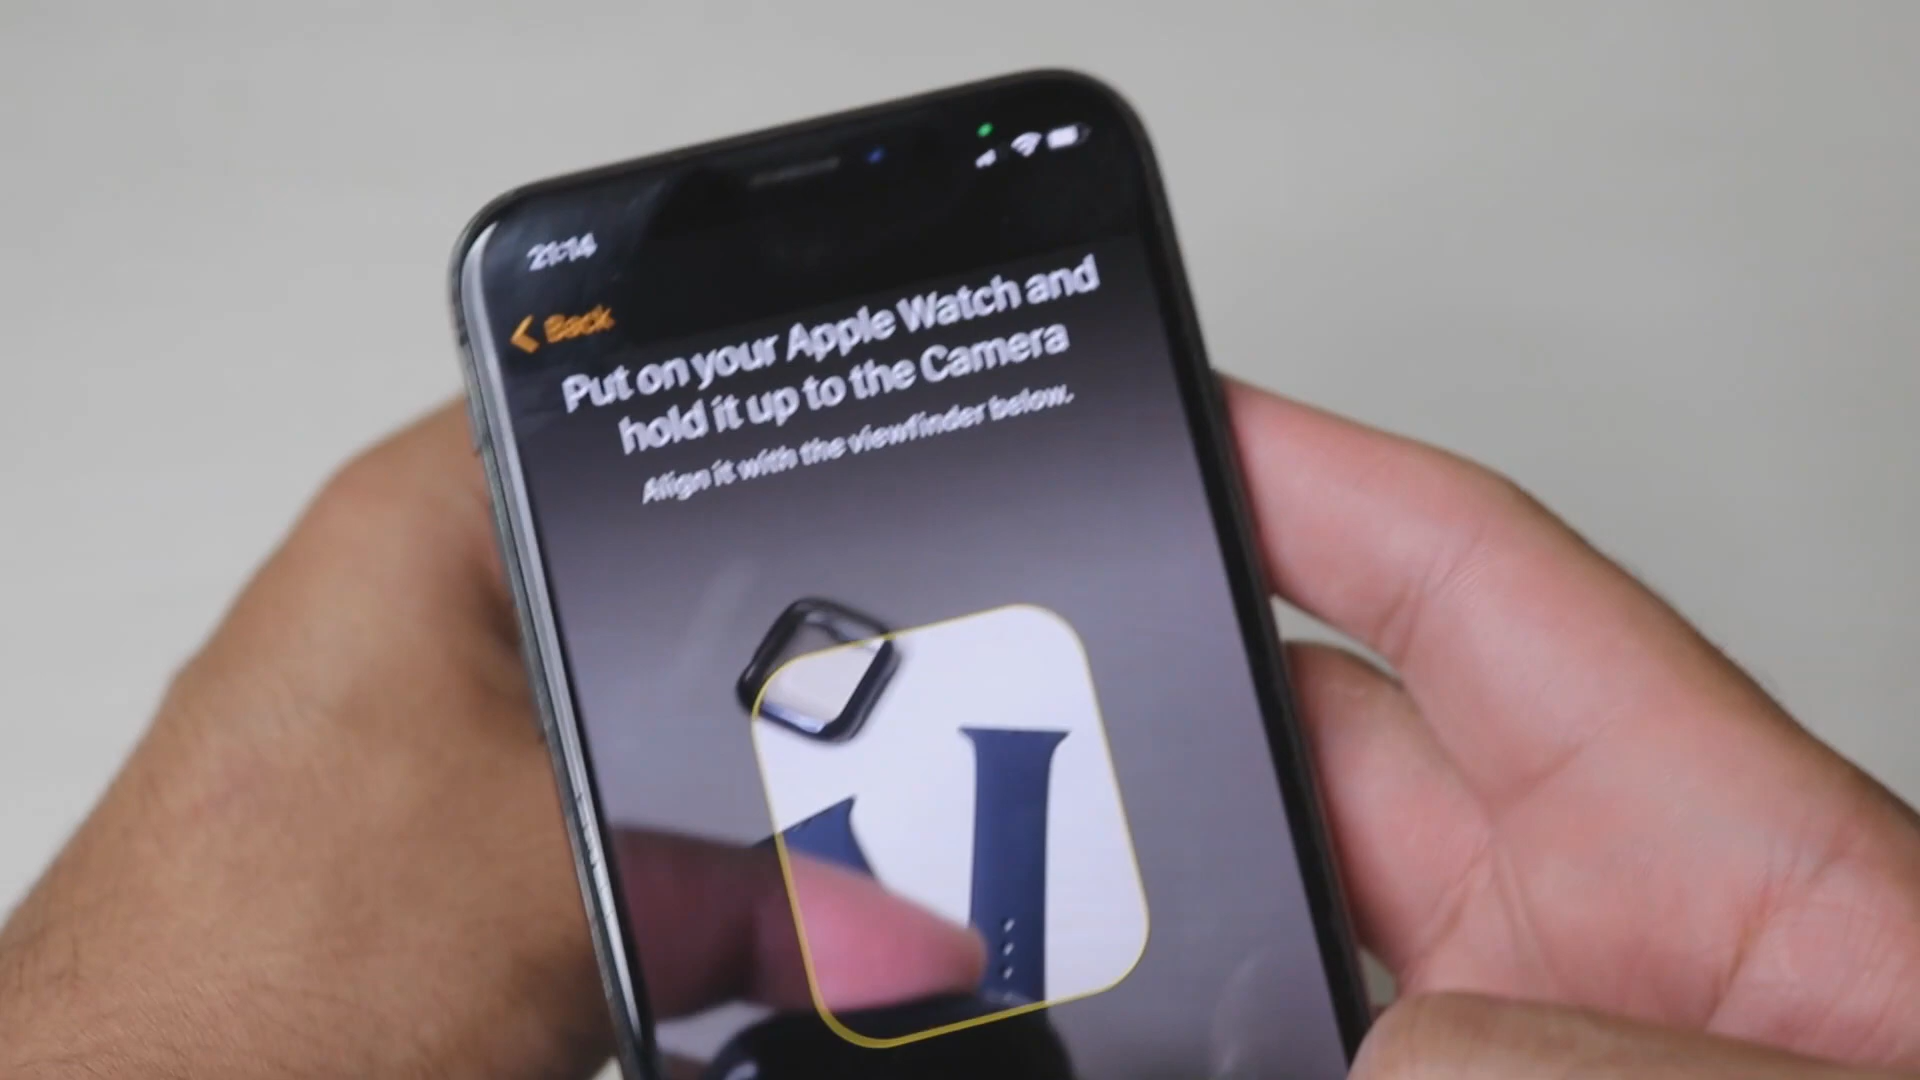 21:14
Back
Put on your Apple Watch and
hold it up to the Camera
Align it with the viewfinder below.